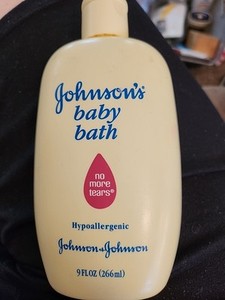 Johnson's
baby
bath
no
more
tears®
Hypoallergenic
Johnson & Johnson
9 FL OZ (266 ml)